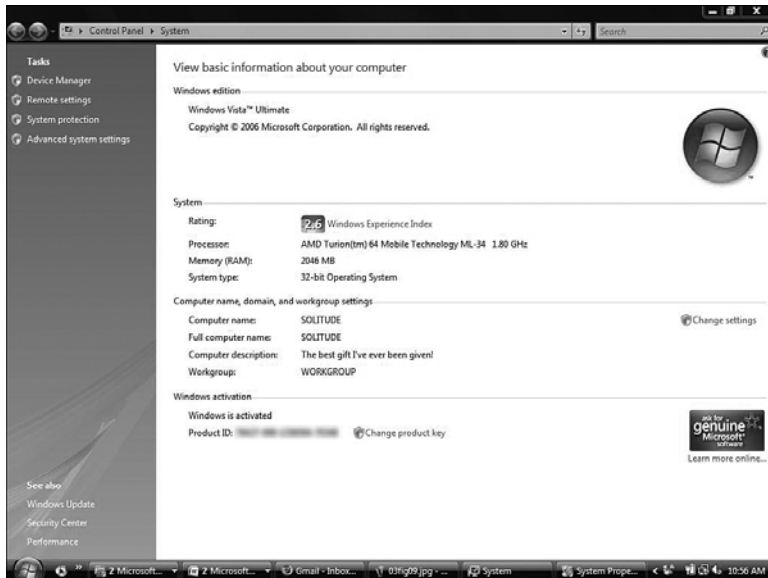 Control Panel ▸ System
Search
Tasks
Device Manager
Remote settings
System protection
Advanced system settings
See also
Windows Update
Security Center
Performance
View basic information about your computer
Windows edition
Windows Vista™ Ultimate
Copyright © 2006 Microsoft Corporation. All rights reserved.
System
Rating: 2.6 Windows Experience Index
Processor: AMD Turion(tm) 64 Mobile Technology ML-34 1.80 GHz
Memory (RAM): 2046 MB
System type: 32-bit Operating System
Computer name, domain, and workgroup settings
Computer name: SOLITUDE
Change settings
Full computer name: SOLITUDE
Computer description: The best gift I've ever been given!
Workgroup: WORKGROUP
Windows activation
Windows is activated
Product ID:
Change product key
ask for
genuine
Microsoft®
software
Learn more online...
2 Microsoft... 2 Microsoft... Gmail - Inbox... 03fig09.jpg - ... System System Prope... 10:56 AM